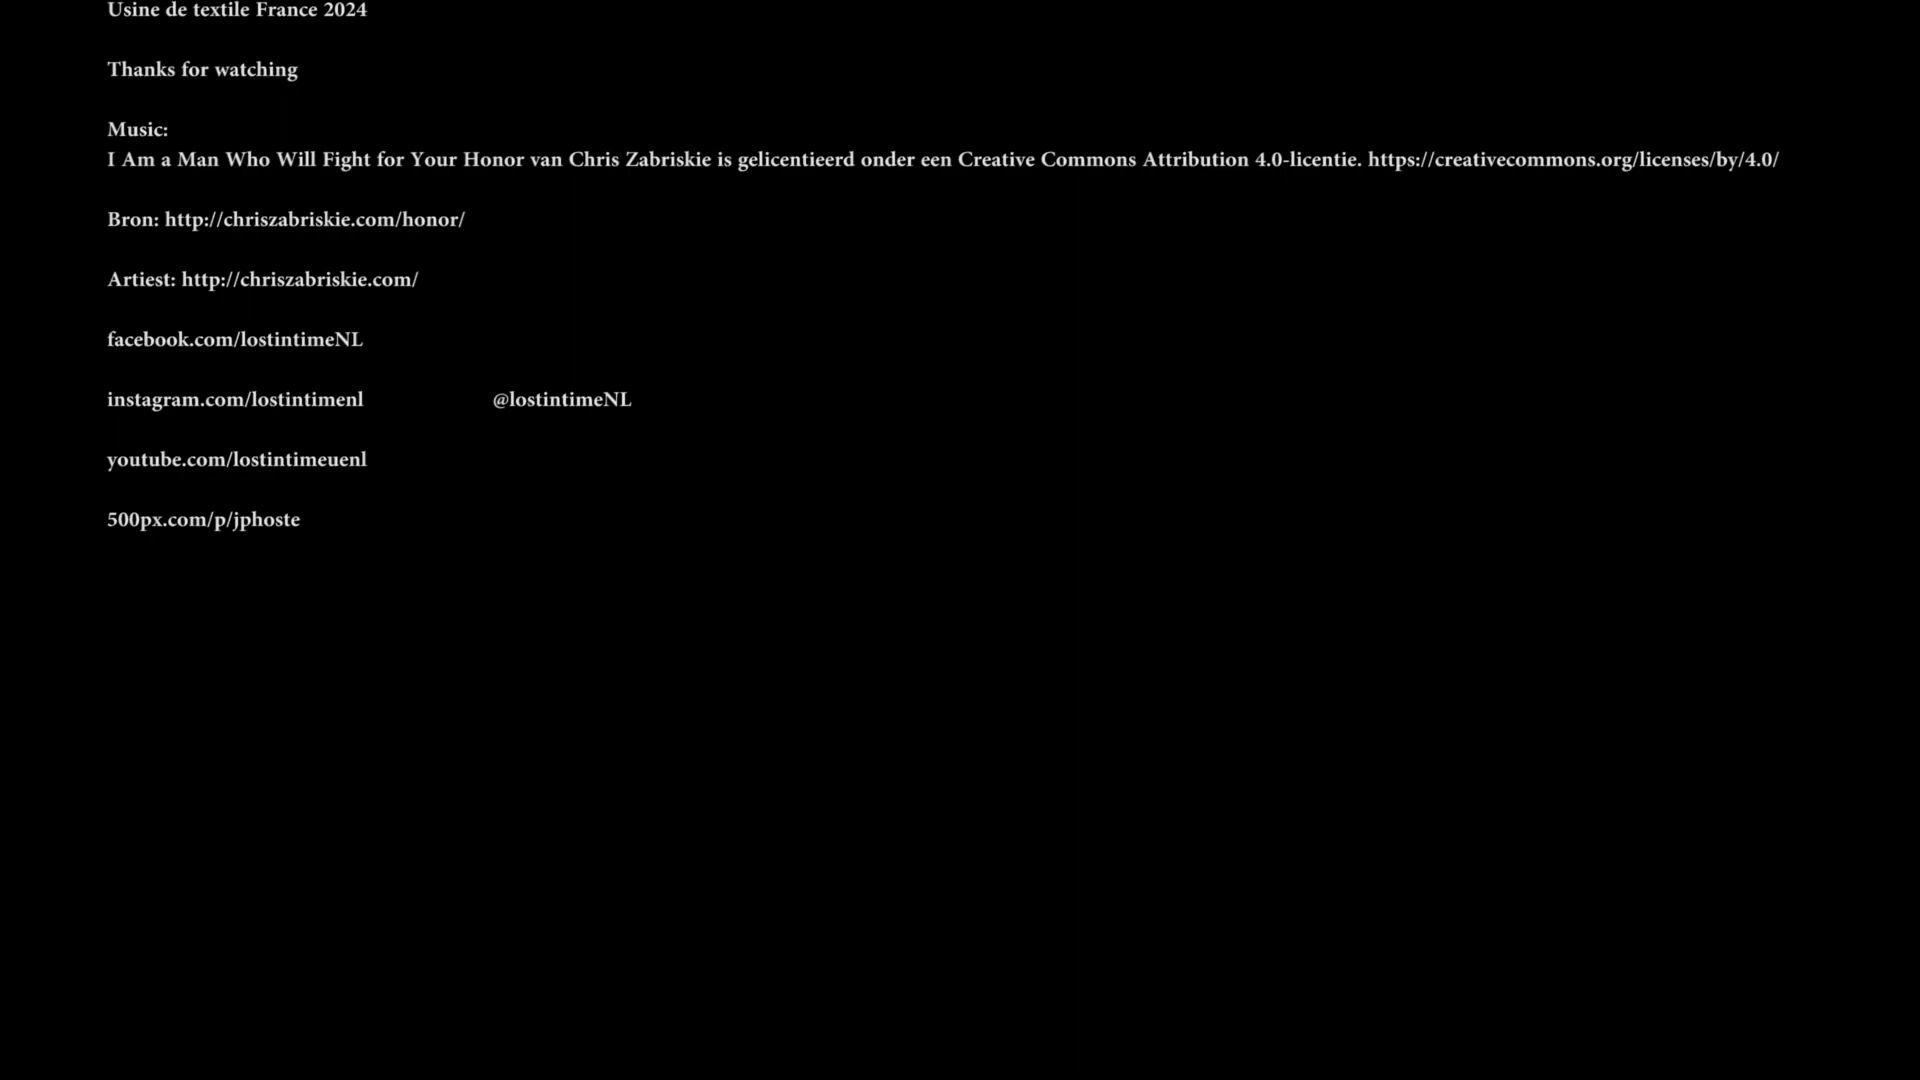 Usine de textile France 2024
Thanks for watching
Music:
I Am a Man Who Will Fight for Your Honor van Chris Zabriskie is gelicentieerd onder een Creative Commons Attribution 4.0-licentie. https://creativecommons.org/licenses/by/4.0/
Bron: http://chriszabriskie.com/honor/
Artiest: http://chriszabriskie.com/
facebook.com/lostintimeNL
instagram.com/lostintimenl @lostintimeNL
youtube.com/lostintimeuenl
500px.com/p/jphoste